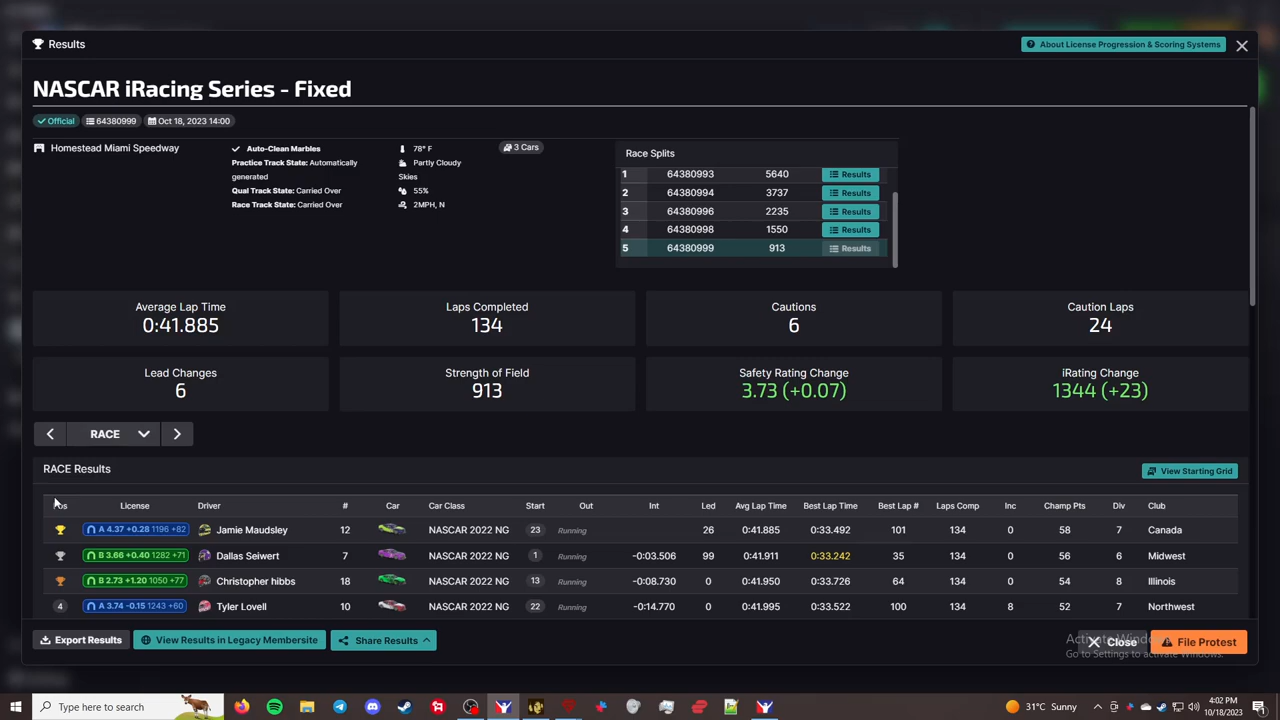 Results
About License Progression & Scoring Systems
NASCAR iRacing Series - Fixed
Official 64380999 Oct 18, 2023 14:00
Homestead Miami Speedway
Auto-Clean Marbles
Practice Track State: Automatically
generated
Qual Track State: Carried Over
Race Track State: Carried Over
78° F
Partly Cloudy
Skies
55%
2MPH, N
3 Cars
Race Splits
1 64380993 5640 Results
2 64380994 3737 Results
3 64380996 2235 Results
4 64380998 1550 Results
5 64380999 913 Results
Average Lap Time
0:41.885
Laps Completed
134
Cautions
6
Caution Laps
24
Lead Changes
6
Strength of Field
913
Safety Rating Change
3.73 (+0.07)
iRating Change
1344 (+23)
RACE
RACE Results
View Starting Grid
Pos License Driver # Car Car Class Start Out Int Led Avg Lap Time Best Lap Time Best Lap # Laps Comp Inc Champ Pts Div Club
A 4.37 +0.28 1196 +82 Jamie Maudsley 12 NASCAR 2022 NG 23 Running 26 0:41.885 0:33.492 101 134 0 58 7 Canada
B 3.66 +0.40 1282 +71 Dallas Seiwert 7 NASCAR 2022 NG 1 Running -0:03.506 99 0:41.911 0:33.242 35 134 0 56 6 Midwest
B 2.73 +1.20 1050 +77 Christopher hibbs 18 NASCAR 2022 NG 13 Running -0:08.730 0 0:41.950 0:33.726 64 134 0 54 8 Illinois
4 A 3.74 -0.15 1243 +60 Tyler Lovell 10 NASCAR 2022 NG 22 Running -0:14.770 0 0:41.995 0:33.522 100 134 8 52 7 Northwest
Export Results
View Results in Legacy Membersite
Share Results
Close
File Protest
Activate Windo
Go to Settings to activate Windows.
Type here to search
31°C Sunny
4:02 PM
10/18/2023